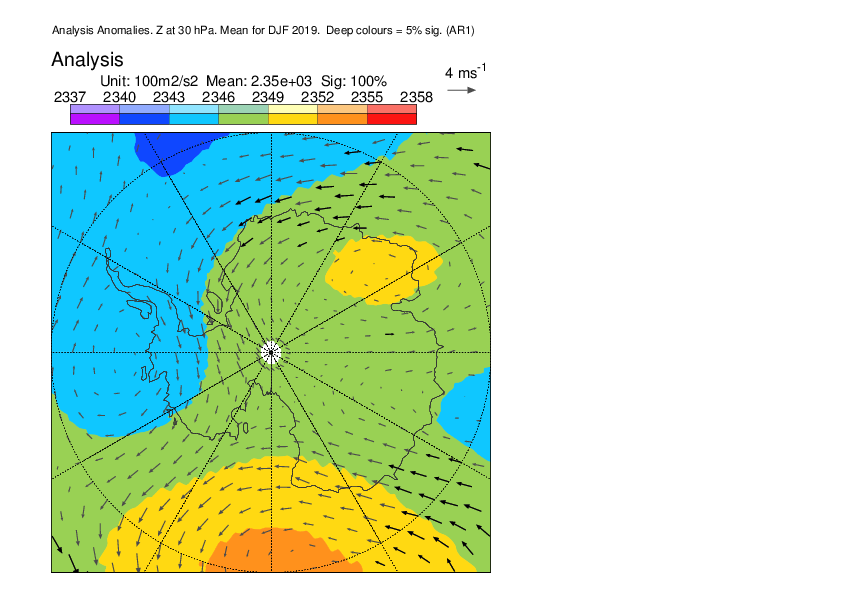 Analysis Anomalies. Z at 30 hPa. Mean for DJF 2019. Deep colours = 5% sig. (AR1)
Analysis
4 ms-1
Unit: 100m2/s2 Mean: 2.35e+03 Sig: 100%
2337 2340 2343 2346 2349 2352 2355 2358